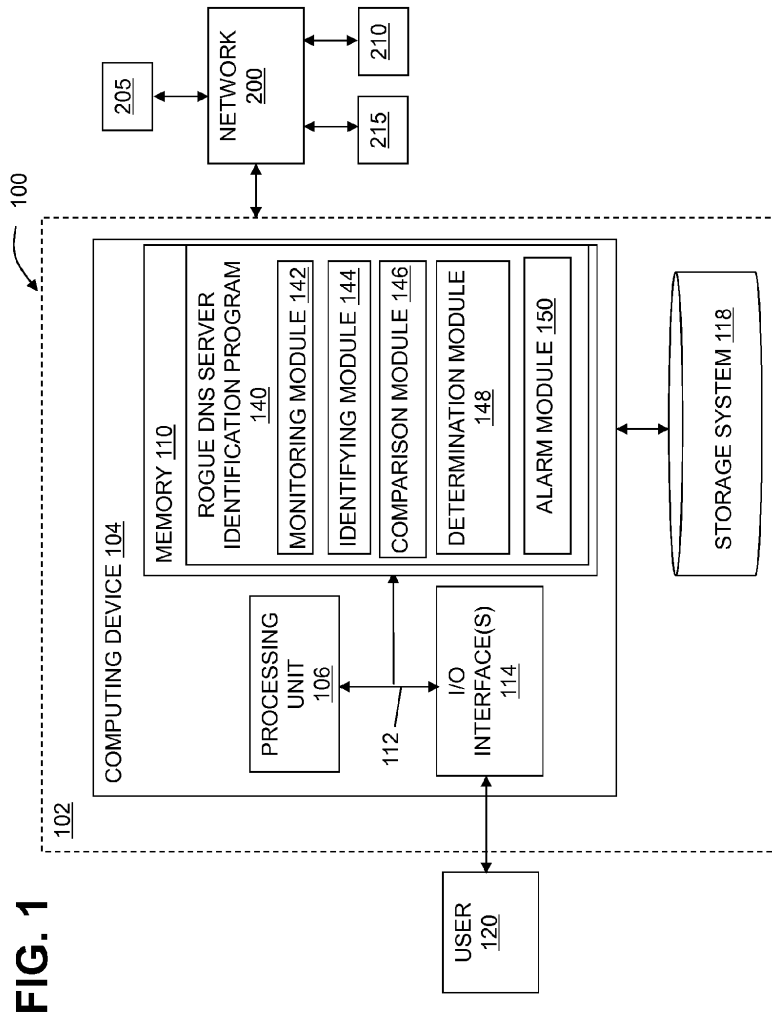 FIG. 1
100
102
COMPUTING DEVICE 104
MEMORY 110
ROGUE DNS SERVER
IDENTIFICATION PROGRAM
140
MONITORING MODULE 142
IDENTIFYING MODULE 144
COMPARISON MODULE 146
DETERMINATION MODULE
148
ALARM MODULE 150
PROCESSING
UNIT
106
112
I/O
INTERFACE(S)
114
USER
120
STORAGE SYSTEM 118
NETWORK
200
205
215
210